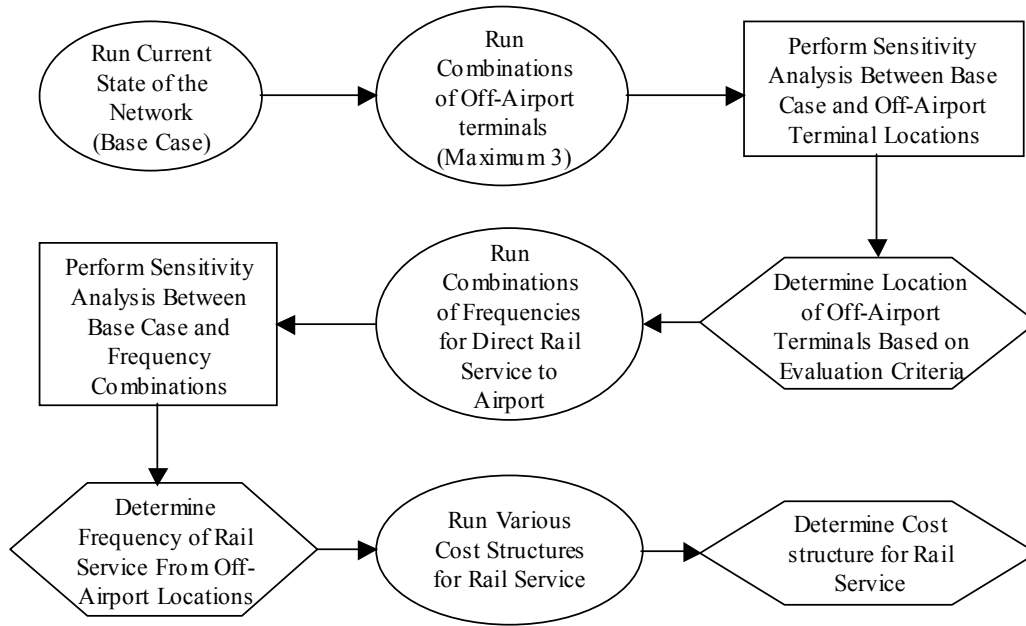 Run Current
State of the
Network
(Base Case)
Run
Combinations
of Off-Airport
terminals
(Maximum 3)
Perform Sensitivity
Analysis Between Base
Case and Off-Airport
Terminal Locations
Determine Location
of Off-Airport
Terminals Based on
Evaluation Criteria
Run
Combinations
of Frequencies
for Direct Rail
Service to
Airport
Perform Sensitivity
Analysis Between
Base Case and
Frequency
Combinations
Determine
Frequency of Rail
Service From Off-
Airport Locations
Run Various
Cost Structures
for Rail Service
Determine Cost
structure for Rail
Service